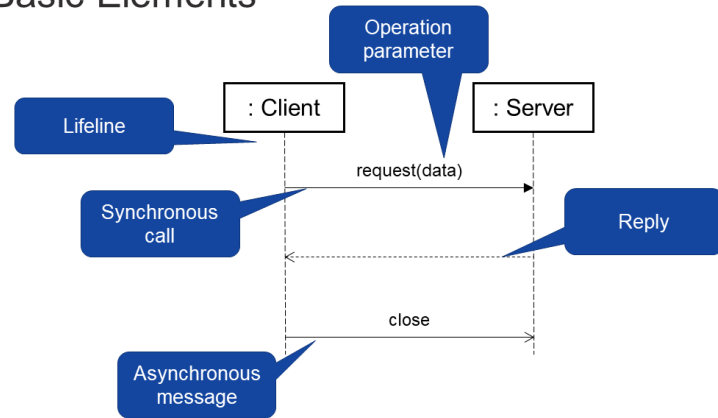 Basic Elements
Operation
parameter
: Client
: Server
Lifeline
request(data)
Synchronous
call
Reply
close
Asynchronous
message